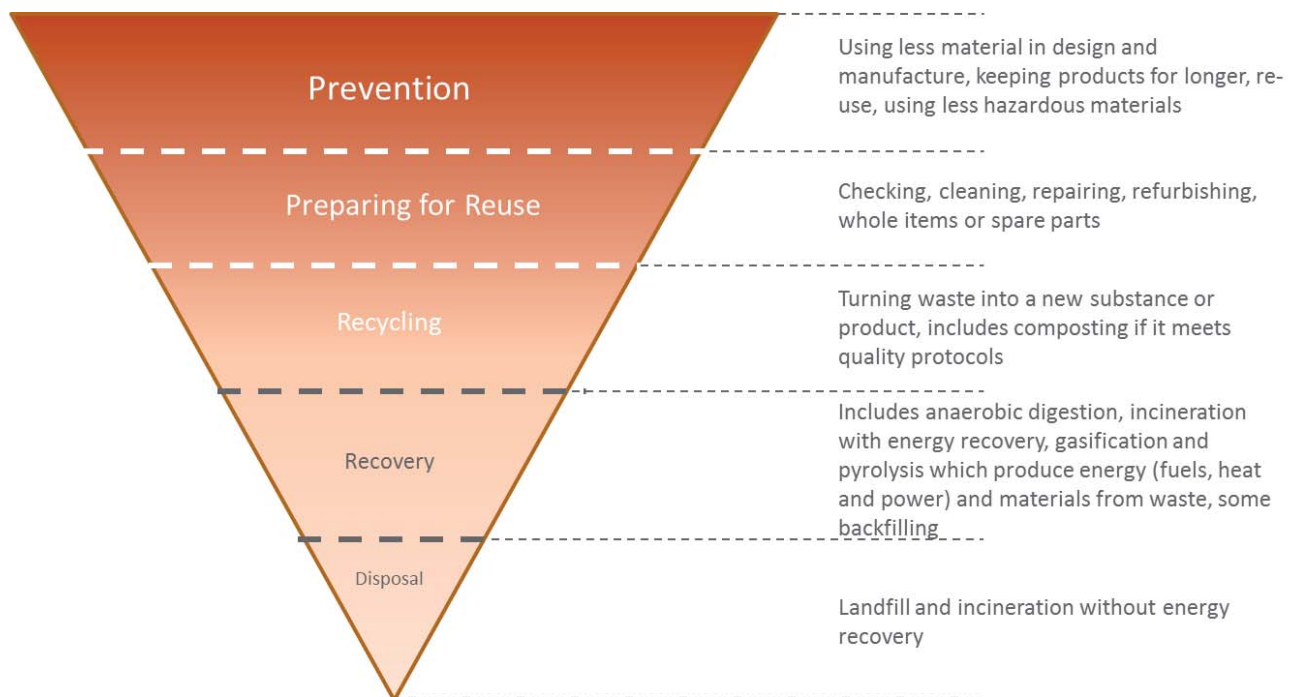 Prevention
Using less material in design and
manufacture, keeping products for longer, re-
use, using less hazardous materials
Preparing for Reuse
Checking, cleaning, repairing, refurbishing,
whole items or spare parts
Recycling
Turning waste into a new substance or
product, includes composting if it meets
quality protocols
Recovery
Includes anaerobic digestion, incineration
with energy recovery, gasification and
pyrolysis which produce energy (fuels, heat
and power) and materials from waste, some
backfilling
Disposal
Landfill and incineration without energy
recovery